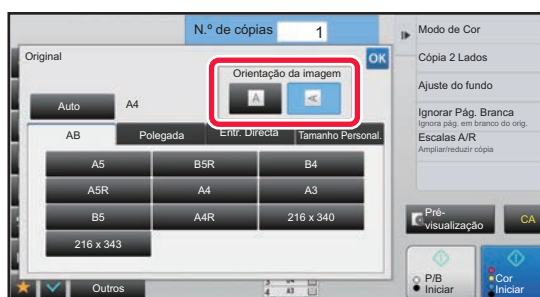 N.º de cópias 1
Original
OK
Orientação da imagem
A A
Auto A4
AB Polegada Entr. Directa Tamanho Personal.
A5 B5R B4
A5R A4 A3
B5 A4R 216 x 340
216 x 343
Outros
Modo de Cor
Cópia 2 Lados
Ajuste do fundo
Ignorar Pág. Branca
Ignora pág. em branco do orig.
Escalas A/R
Ampliar/reduzir cópia
Pré-
visualização
CA
P/B
Iniciar
Cor
Iniciar